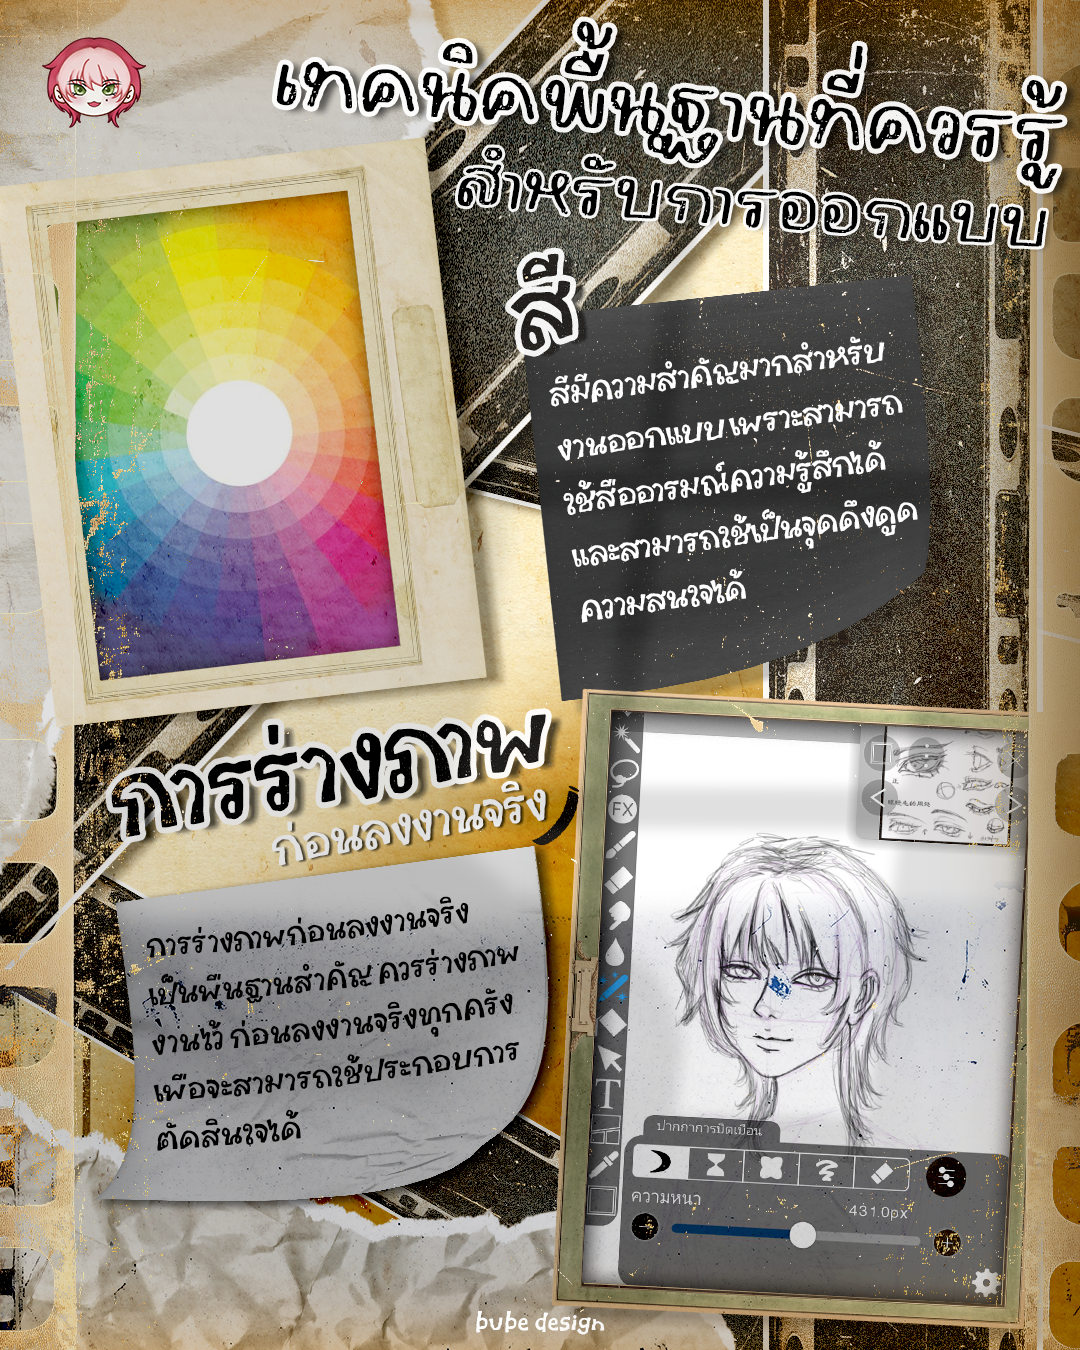 เทคนิคพื้นฐานที่ควรรู้
สำหรับการออกแบบ
สี
สีมีความสำคัญมากสำหรับ
งานออกแบบ เพราะสามารถ
ใช้สื่ออารมณ์ความรู้สึกได้
และสามารถใช้เป็นจุดดึงดูด
ความสนใจได้
การร่างภาพ
ก่อนลงงานจริง
การร่างภาพก่อนลงงานจริง
เป็นพื้นฐานสำคัญ ควรร่างภาพ
งานไว้ ก่อนลงงานจริงทุกครั้ง
เพื่อจะสามารถใช้ประกอบการ
ตัดสินใจได้
FX
T
ปากกาการบิดเบือน
ความหนา
431.0px
bube design